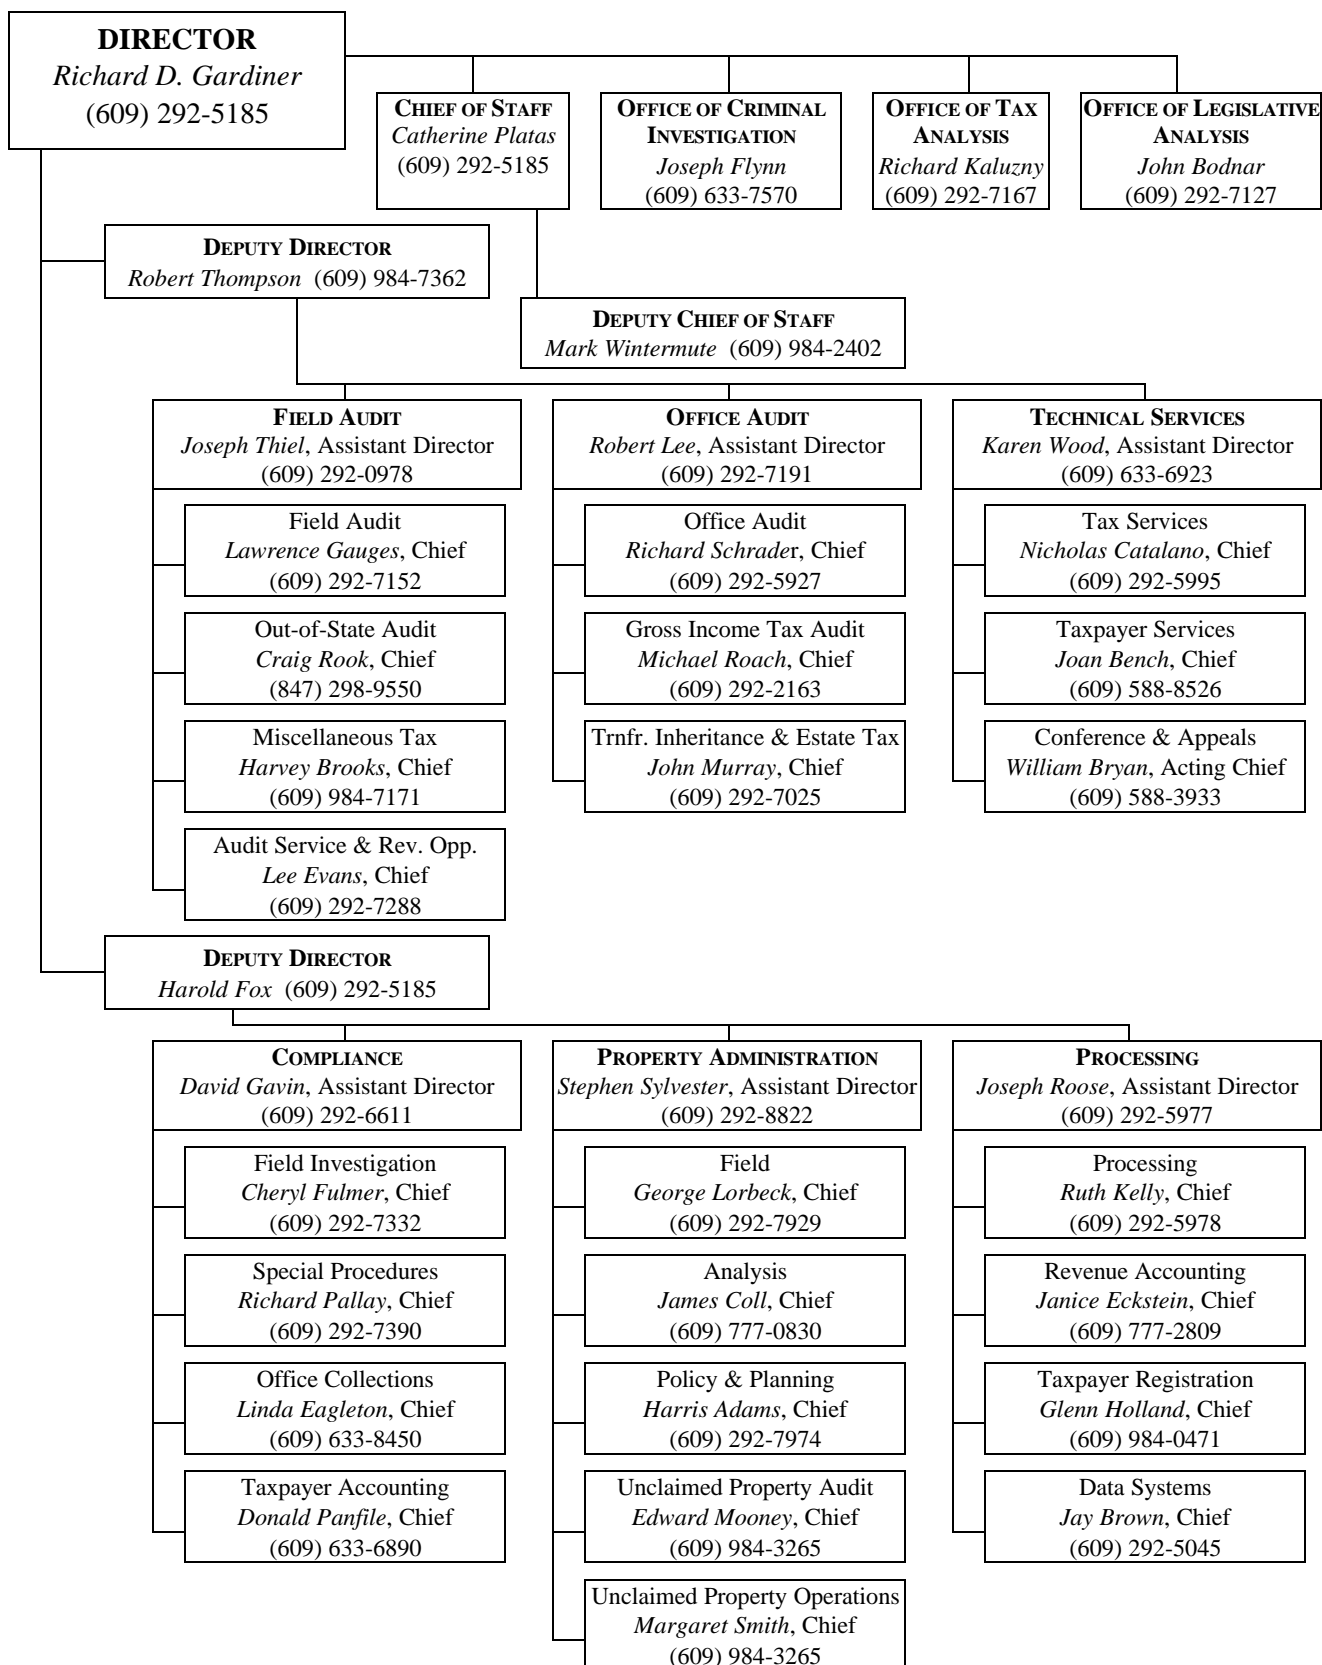 DIRECTOR
Richard D. Gardiner
(609) 292-5185
CHIEF OF STAFF
Catherine Platas
(609) 292-5185
OFFICE OF CRIMINAL
INVESTIGATION
Joseph Flynn
(609) 633-7570
OFFICE OF TAX
ANALYSIS
Richard Kaluzny
(609) 292-7167
OFFICE OF LEGISLATIVE
ANALYSIS
John Bodnar
(609) 292-7127
DEPUTY DIRECTOR
Robert Thompson (609) 984-7362
DEPUTY CHIEF OF STAFF
Mark Wintermute (609) 984-2402
FIELD AUDIT
Joseph Thiel, Assistant Director
(609) 292-0978
Field Audit
Lawrence Gauges, Chief
(609) 292-7152
Out-of-State Audit
Craig Rook, Chief
(847) 298-9550
Miscellaneous Tax
Harvey Brooks, Chief
(609) 984-7171
Audit Service & Rev. Opp.
Lee Evans, Chief
(609) 292-7288
OFFICE AUDIT
Robert Lee, Assistant Director
(609) 292-7191
Office Audit
Richard Schrader, Chief
(609) 292-5927
Gross Income Tax Audit
Michael Roach, Chief
(609) 292-2163
Trnfr. Inheritance & Estate Tax
John Murray, Chief
(609) 292-7025
TECHNICAL SERVICES
Karen Wood, Assistant Director
(609) 633-6923
Tax Services
Nicholas Catalano, Chief
(609) 292-5995
Taxpayer Services
Joan Bench, Chief
(609) 588-8526
Conference & Appeals
William Bryan, Acting Chief
(609) 588-3933
DEPUTY DIRECTOR
Harold Fox (609) 292-5185
COMPLIANCE
David Gavin, Assistant Director
(609) 292-6611
Field Investigation
Cheryl Fulmer, Chief
(609) 292-7332
Special Procedures
Richard Pallay, Chief
(609) 292-7390
Office Collections
Linda Eagleton, Chief
(609) 633-8450
Taxpayer Accounting
Donald Panfile, Chief
(609) 633-6890
PROPERTY ADMINISTRATION
Stephen Sylvester, Assistant Director
(609) 292-8822
Field
George Lorbeck, Chief
(609) 292-7929
Analysis
James Coll, Chief
(609) 777-0830
Policy & Planning
Harris Adams, Chief
(609) 292-7974
Unclaimed Property Audit
Edward Mooney, Chief
(609) 984-3265
Unclaimed Property Operations
Margaret Smith, Chief
(609) 984-3265
PROCESSING
Joseph Roose, Assistant Director
(609) 292-5977
Processing
Ruth Kelly, Chief
(609) 292-5978
Revenue Accounting
Janice Eckstein, Chief
(609) 777-2809
Taxpayer Registration
Glenn Holland, Chief
(609) 984-0471
Data Systems
Jay Brown, Chief
(609) 292-5045